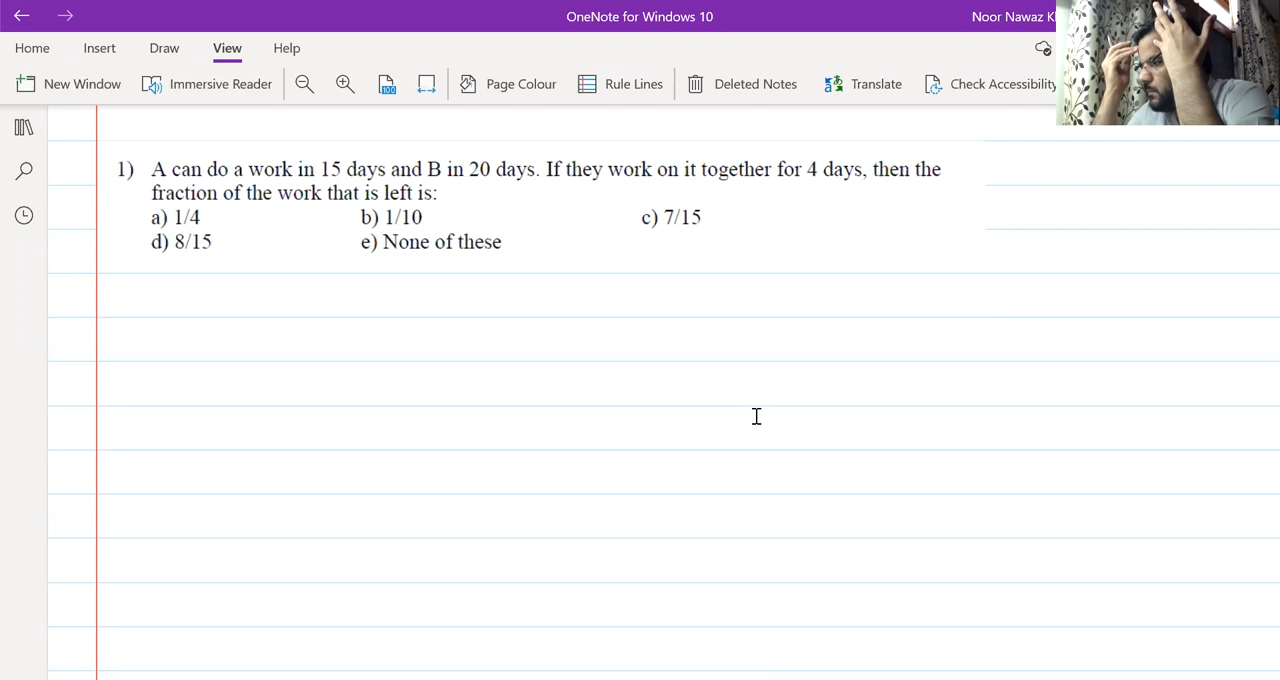 OneNote for Windows 10
Noor Nawaz
Home Insert Draw View Help
New Window Immersive Reader 100 Page Colour Rule Lines Deleted Notes Translate Check Accessibility
1) A can do a work in 15 days and B in 20 days. If they work on it together for 4 days, then the
fraction of the work that is left is:
a) 1/4 b) 1/10 c) 7/15
d) 8/15 e) None of these